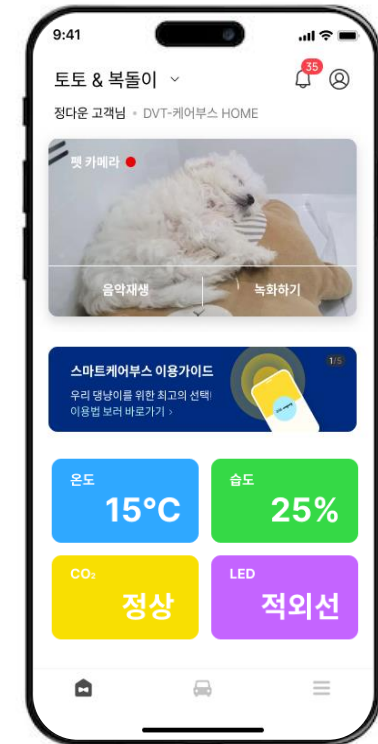 9:41
토토 & 복돌이
35
정다운 고객님 • DVT-케어부스 HOME
펫 카메라
음악재생
녹화하기
스마트케어부스 이용가이드
1/5
우리 댕냥이를 위한 최고의 선택!
이용법 보러 바로가기 >
온도
15°C
습도
25%
CO₂
정상
LED
적외선